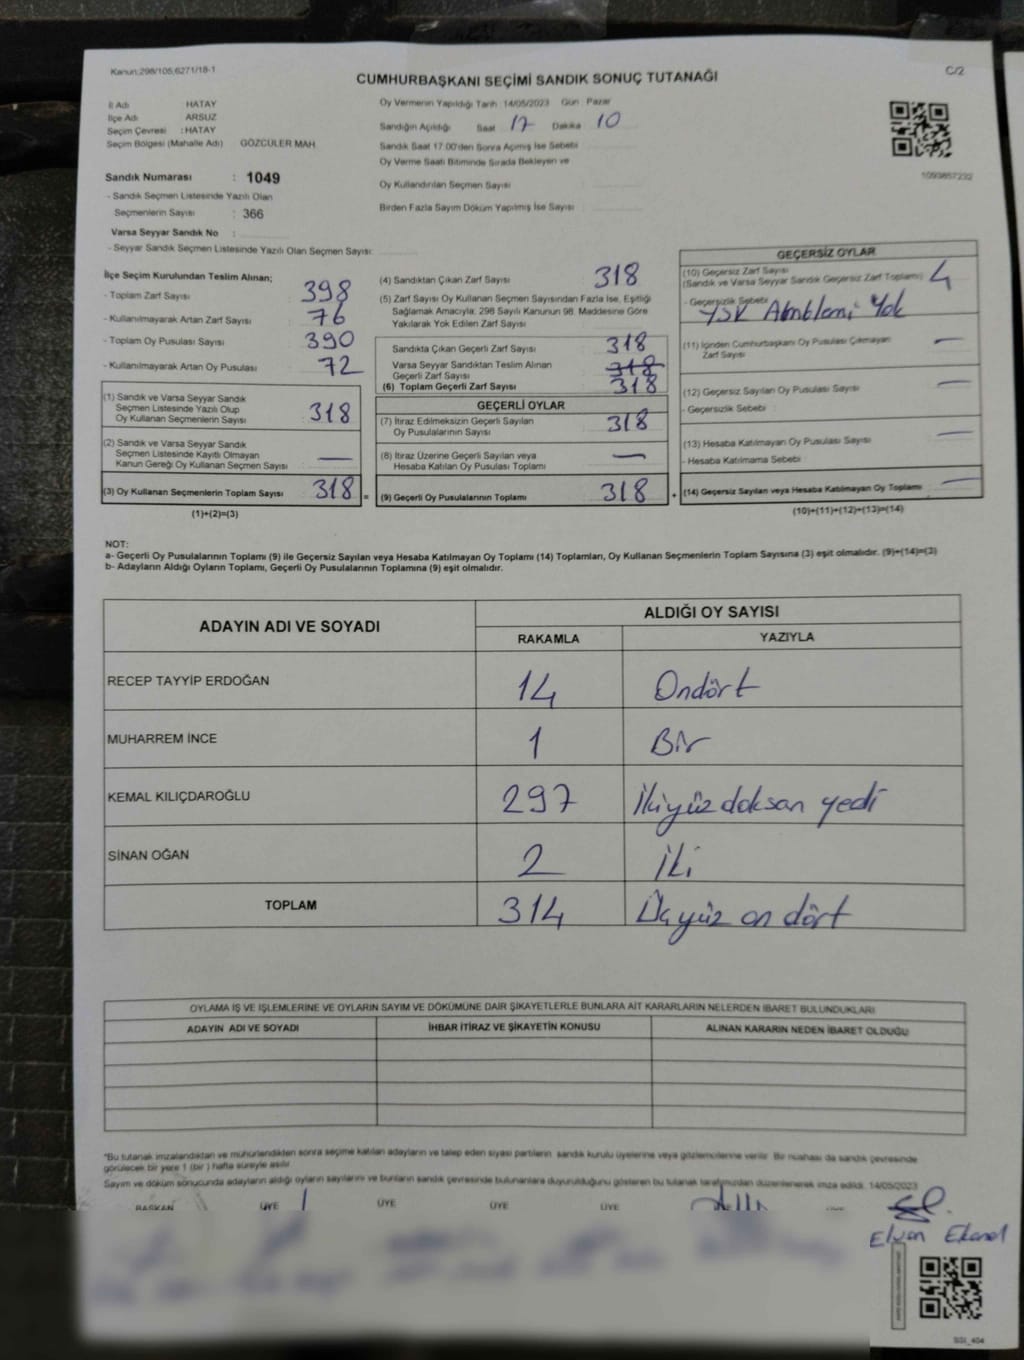 Kanun:298/105;6271/18-1
C/2
CUMHURBAŞKANI SEÇİMİ SANDIK SONUÇ TUTANAĞI
İl Adı : HATAY
İlçe Adı : ARSUZ
Seçim Çevresi : HATAY
Seçim Bölgesi (Mahalle Adı) GÖZCÜLER MAH.
Sandık Numarası : 1049
- Sandık Seçmen Listesinde Yazılı Olan
Seçmenlerin Sayısı : 366
Varsa Seyyar Sandık No :
- Seyyar Sandık Seçmen Listesinde Yazılı Olan Seçmen Sayısı:
Oy Vermenin Yapıldığı Tarih : 14/05/2023 Gün : Pazar
Sandığın Açıldığı Saat 17 Dakika 10
Sandık Saat 17.00'den Sonra Açılmış İse Sebebi
Oy Verme Saati Bitiminde Sırada Bekleyen ve
Oy Kullandırılan Seçmen Sayısı :
Birden Fazla Sayım Döküm Yapılmış İse Sayısı :
1093857232
İlçe Seçim Kurulundan Teslim Alınan;
- Toplam Zarf Sayısı : 398
- Kullanılmayarak Artan Zarf Sayısı : 76
- Toplam Oy Pusulası Sayısı : 390
- Kullanılmayarak Artan Oy Pusulası : 72
(1) Sandık ve Varsa Seyyar Sandık
Seçmen Listesinde Yazılı Olup
Oy Kullanan Seçmenlerin Sayısı : 318
(2) Sandık ve Varsa Seyyar Sandık
Seçmen Listesinde Kayıtlı Olmayan
Kanun Gereği Oy Kullanan Seçmen Sayısı : —
(3) Oy Kullanan Seçmenlerin Toplam Sayısı : 318 =
(1)+(2)=(3)
(4) Sandıktan Çıkan Zarf Sayısı : 318
(5) Zarf Sayısı Oy Kullanan Seçmen Sayısından Fazla İse, Eşitliği
Sağlamak Amacıyla, 298 Sayılı Kanunun 98. Maddesine Göre
Yakılarak Yok Edilen Zarf Sayısı
Sandıkta Çıkan Geçerli Zarf Sayısı : 318
Varsa Seyyar Sandıktan Teslim Alınan
Geçerli Zarf Sayısı : 318
(6) Toplam Geçerli Zarf Sayısı : 318
GEÇERLİ OYLAR
(7) İtiraz Edilmeksizin Geçerli Sayılan
Oy Pusulalarının Sayısı : 318
(8) İtiraz Üzerine Geçerli Sayılan veya
Hesaba Katılan Oy Pusulası Toplamı : —
(9) Geçerli Oy Pusulalarının Toplamı : 318 +
GEÇERSİZ OYLAR
(10) Geçersiz Zarf Sayısı
(Sandık ve Varsa Seyyar Sandık Geçersiz Zarf Toplamı) : 4
- Geçersizlik Sebebi
YSK Amblemi Yok
(11) İçinden Cumhurbaşkanı Oy Pusulası Çıkmayan
Zarf Sayısı —
(12) Geçersiz Sayılan Oy Pusulası Sayısı —
- Geçersizlik Sebebi :
(13) Hesaba Katılmayan Oy Pusulası Sayısı —
- Hesaba Katılmama Sebebi :
(14) Geçersiz Sayılan veya Hesaba Katılmayan Oy Toplamı —
(10)+(11)+(12)+(13)=(14)
NOT:
a- Geçerli Oy Pusulalarının Toplamı (9) ile Geçersiz Sayılan veya Hesaba Katılmayan Oy Toplamı (14) Toplamları, Oy Kullanan Seçmenlerin Toplam Sayısına (3) eşit olmalıdır. (9)+(14)=(3)
b- Adayların Aldığı Oyların Toplamı, Geçerli Oy Pusulalarının Toplamına (9) eşit olmalıdır.
ADAYIN ADI VE SOYADI
ALDIĞI OY SAYISI
RAKAMLA YAZIYLA
RECEP TAYYİP ERDOĞAN 14 Ondört
MUHARREM İNCE 1 Bir
KEMAL KILIÇDAROĞLU 297 İkiyüz doksan yedi
SİNAN OĞAN 2 İki
TOPLAM 314 Üçyüz on dört
OYLAMA İŞ VE İŞLEMLERİNE VE OYLARIN SAYIM VE DÖKÜMÜNE DAİR ŞİKAYETLERLE BUNLARA AİT KARARLARIN NELERDEN İBARET BULUNDUKLARI
ADAYIN ADI VE SOYADI İHBAR İTİRAZ VE ŞİKAYETİN KONUSU ALINAN KARARIN NEDEN İBARET OLDUĞU
*Bu tutanak imzalandıktan ve mühürlendikten sonra seçime katılan adayların ve talep eden siyasi partilerin sandık kurulu üyelerine veya gözlemcilerine verilir. Bir nüshası da sandık çevresinde
görülecek bir yere 1 (bir) hafta süreyle asılır.
Sayım ve döküm sonucunda adayların aldığı oyların sayılarını ve bunların sandık çevresinde bulunanlara duyurulduğunu gösteren bu tutanak tarafımızdan düzenlenerek imza edildi. 14/05/2023
BAŞKAN ÜYE ÜYE ÜYE ÜYE